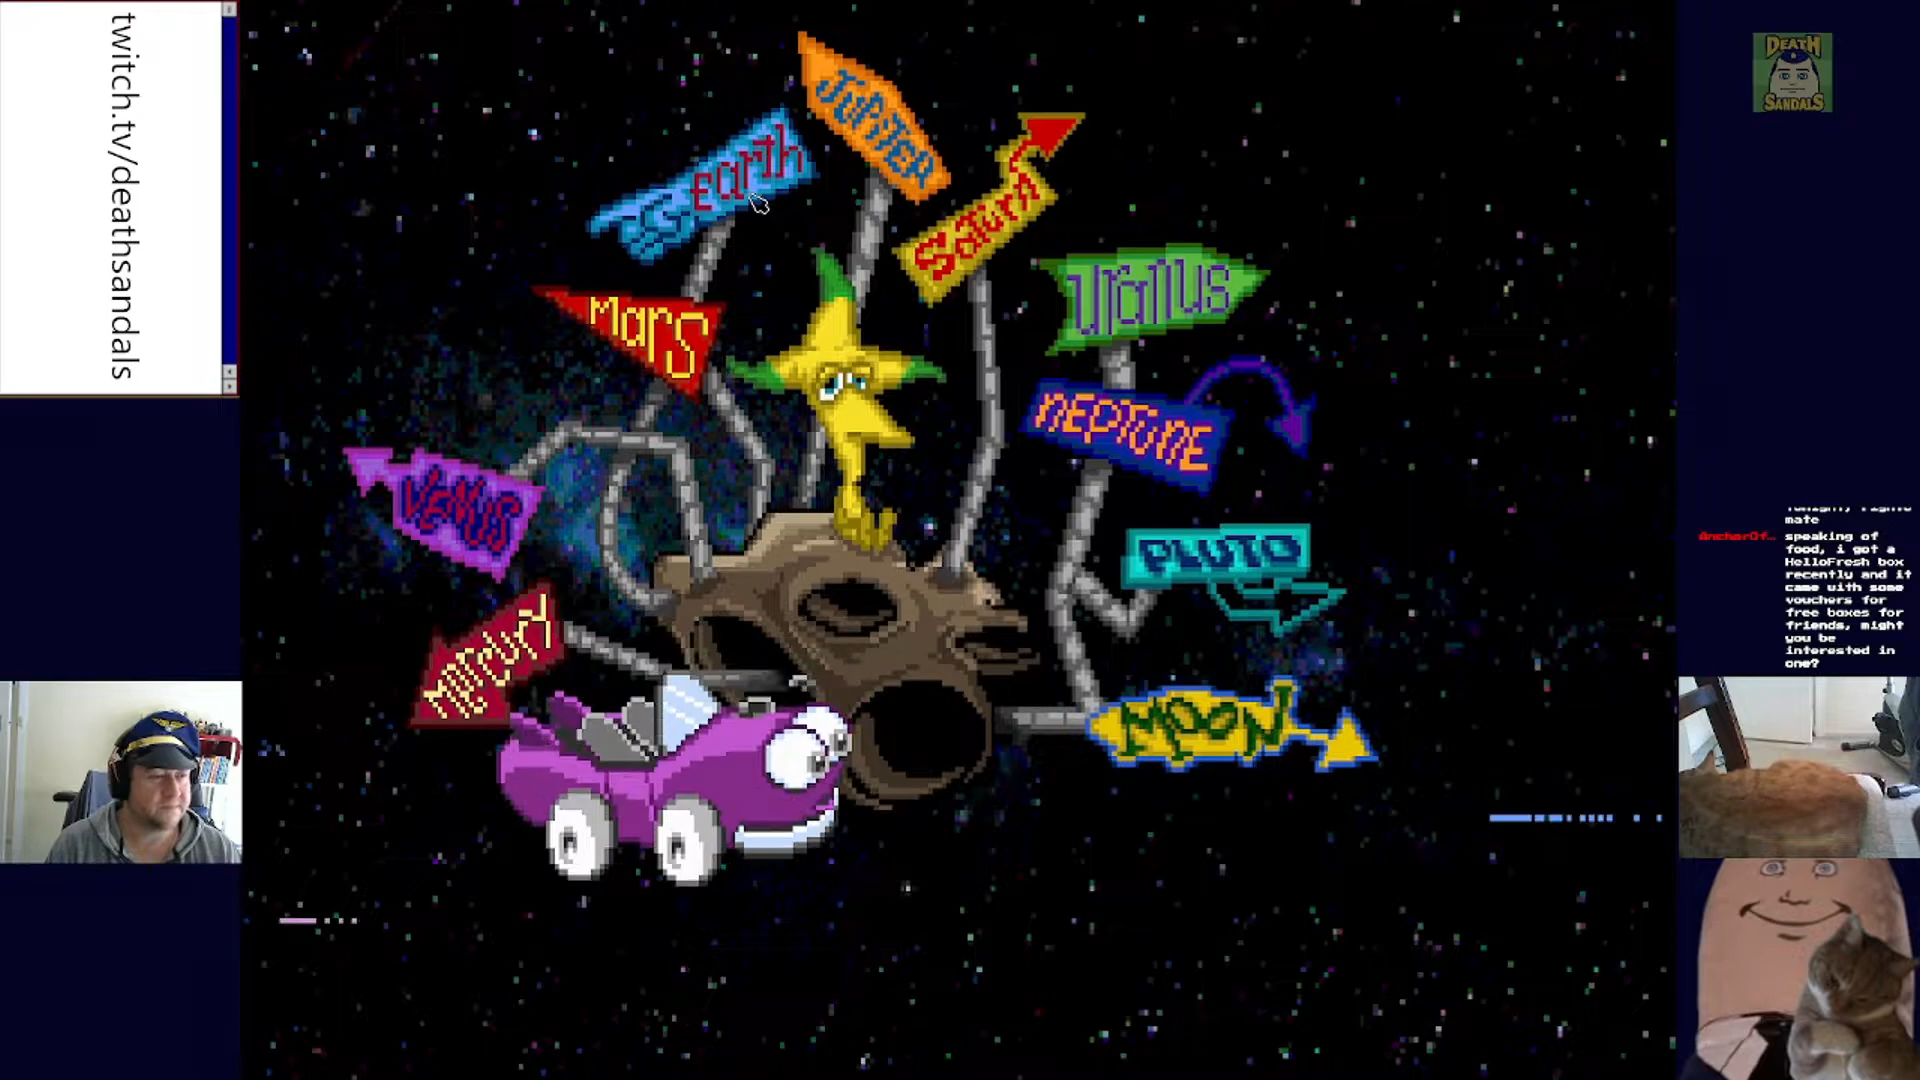 twitch.tv/deathsandals
JUPITER
earth
Saturn
uranus
mars
NEPTUNE
VENUS
PLUTO
mercury
MOON
DEATH
SANDALS
mate
AnchorOf… speaking of
food, i got a
HelloFresh box
recently and it
came with some
vouchers for
free boxes for
friends, might
you be
interested in
one?